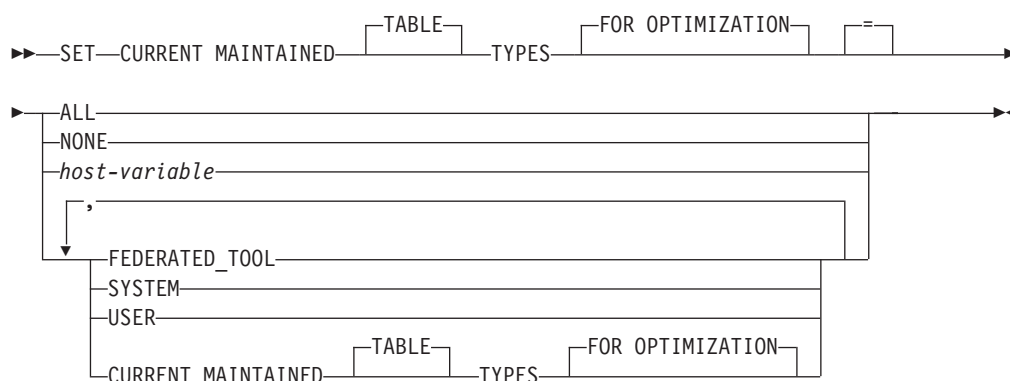 TABLE FOR OPTIMIZATION =
SET CURRENT MAINTAINED TYPES
ALL
NONE
host-variable
,
FEDERATED_TOOL
SYSTEM
USER
TABLE FOR OPTIMIZATION
CURRENT MAINTAINED TYPES